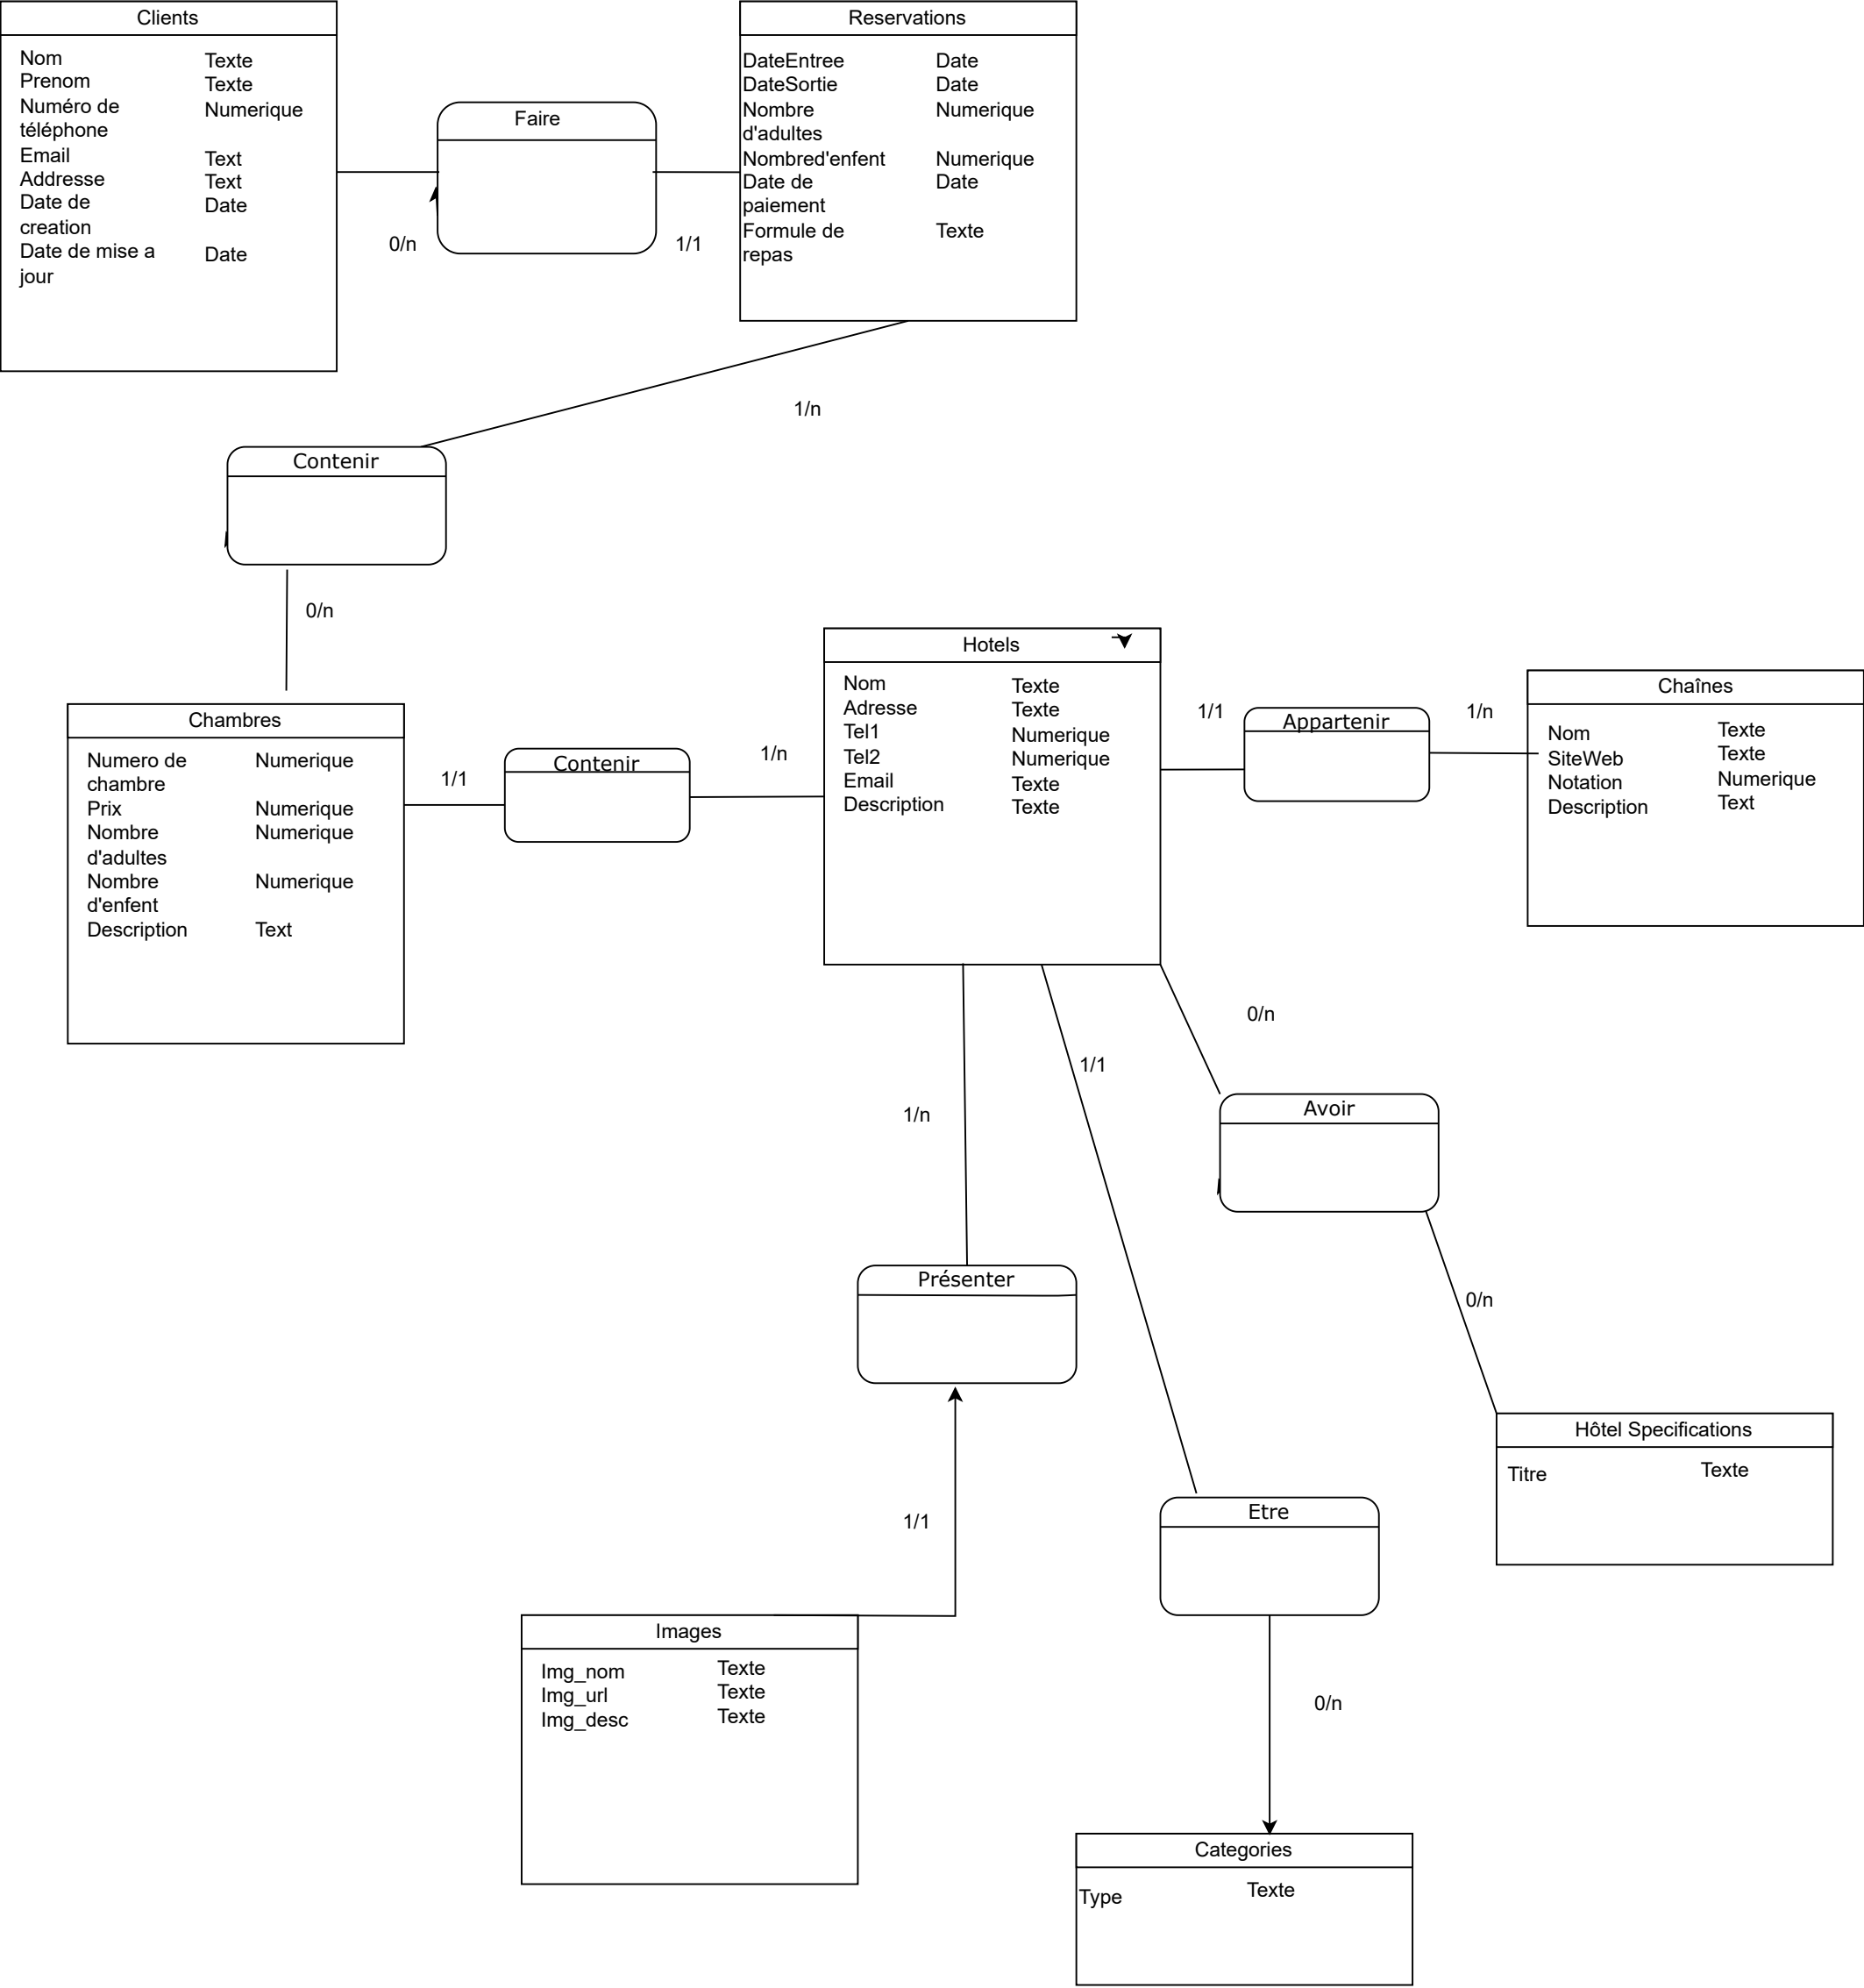 Clients
Nom Texte
Prenom Texte
Numéro de Numerique
téléphone
Email Text
Addresse Text
Date de Date
creation
Date de mise a Date
jour
Faire
0/n
1/1
Reservations
DateEntree Date
DateSortie Date
Nombre Numerique
d'adultes
Nombred'enfent Numerique
Date de Date
paiement
Formule de Texte
repas
1/n
Contenir
0/n
Chambres
Numero de Numerique
chambre
Prix Numerique
Nombre Numerique
d'adultes
Nombre Numerique
d'enfent
Description Text
1/1
Contenir
1/n
Hotels
Nom Texte
Adresse Texte
Tel1 Numerique
Tel2 Numerique
Email Texte
Description Texte
1/1
Appartenir
1/n
Chaînes
Nom Texte
SiteWeb Texte
Notation Numerique
Description Text
0/n
1/1
1/n
Avoir
Présenter
0/n
Hôtel Specifications
Titre Texte
1/1
Etre
Images
Img_nom Texte
Img_url Texte
Img_desc Texte
0/n
Categories
Type Texte